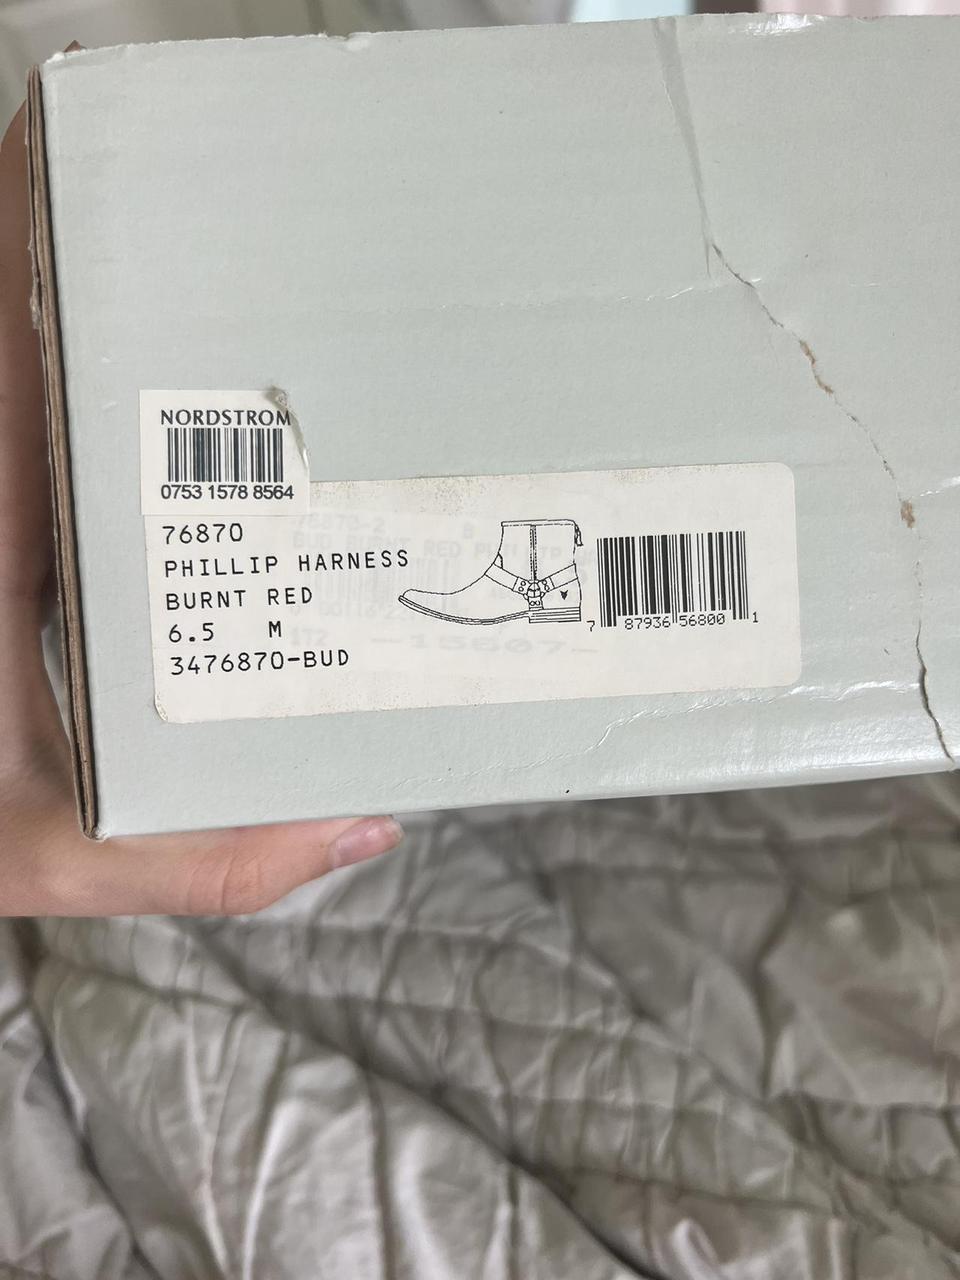 NORDSTROM
0753 1578 8564
76870
PHILLIP HARNESS
BURNT RED
6.5 M
3476870-BUD
7 87936 56800 1